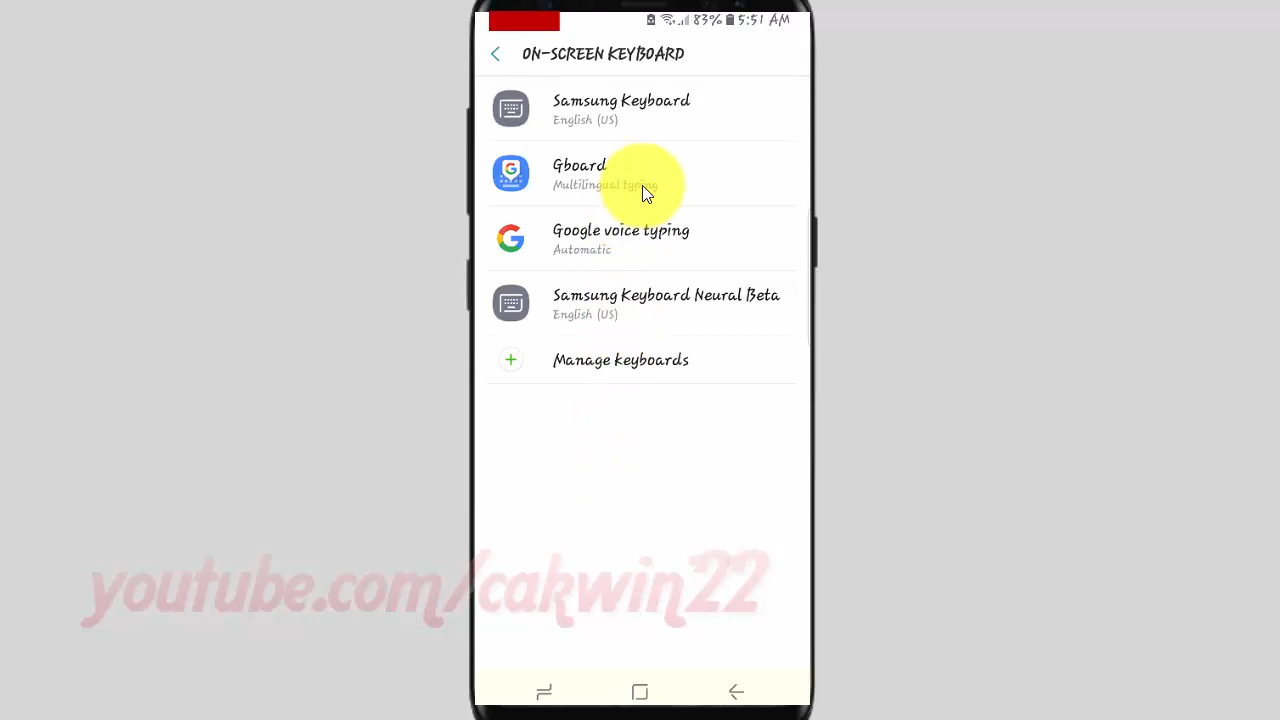 83% 5:51 AM
ON-SCREEN KEYBOARD
Samsung Keyboard
English (US)
Gboard
Multilingual typing
Google voice typing
Automatic
Samsung Keyboard Neural Beta
English (US)
Manage keyboards
youtube.com/cakwin22